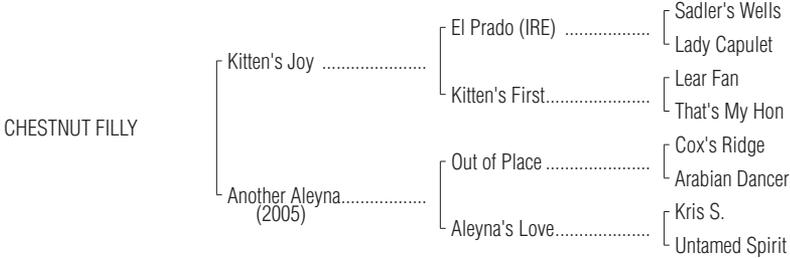 Sadler's Wells
El Prado (IRE) ...................
Lady Capulet
Kitten's Joy .......................
Lear Fan
Kitten's First.......................
That's My Hon
CHESTNUT FILLY
Cox's Ridge
Out of Place .......................
Arabian Dancer
Another Aleyna...................
(2005)
Kris S.
Aleyna's Love.....................
Untamed Spirit